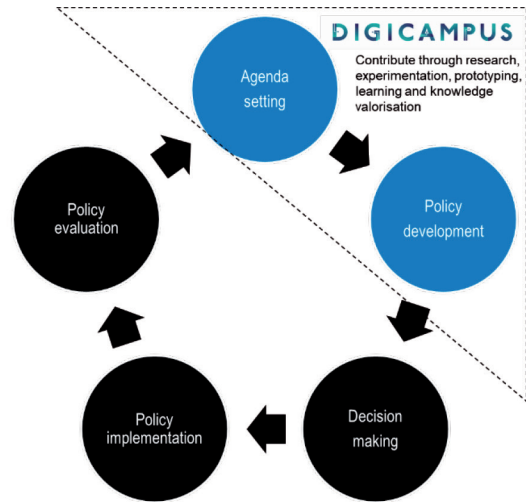 DIGICAMPUS
Contribute through research,
experimentation, prototyping,
learning and knowledge
valorisation
Agenda
setting
Policy
development
Decision
making
Policy
implementation
Policy
evaluation